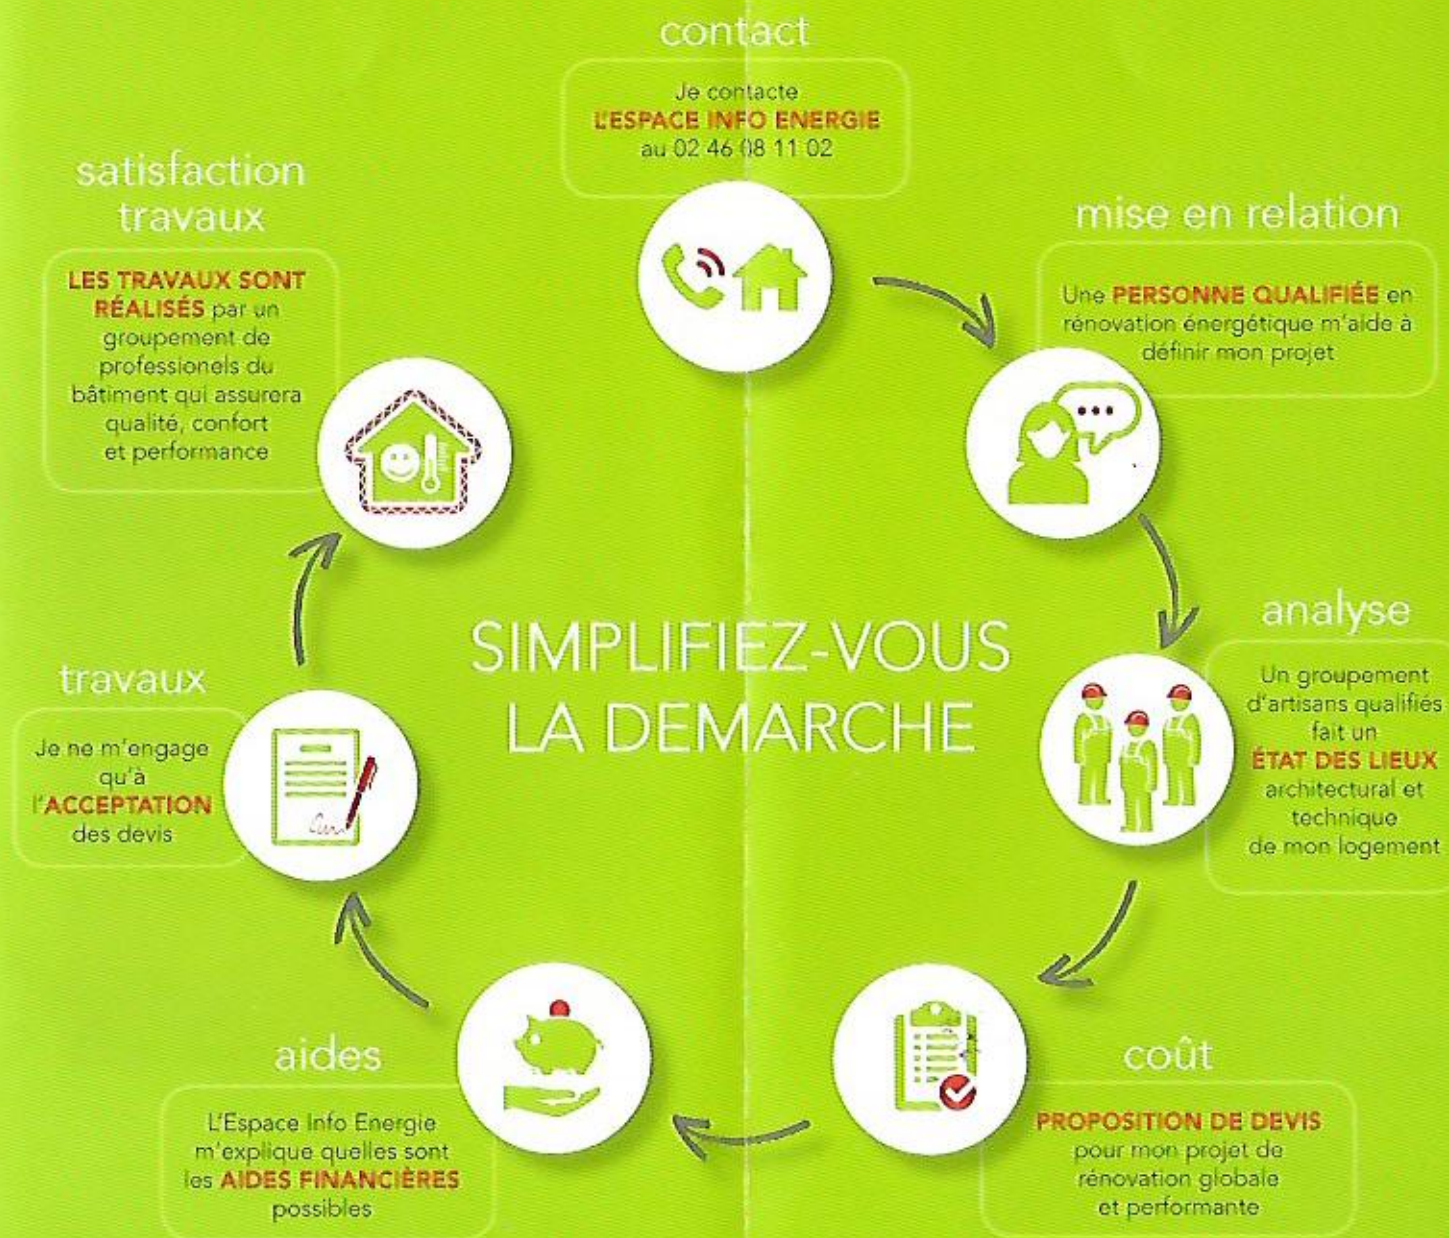 contact
Je contacte
L'ESPACE INFO ENERGIE
au 02 46 08 11 02
mise en relation
Une PERSONNE QUALIFIÉE en
rénovation énergétique m'aide à
définir mon projet
analyse
Un groupement
d'artisans qualifiés
fait un
ÉTAT DES LIEUX
architectural et
technique
de mon logement
coût
PROPOSITION DE DEVIS
pour mon projet de
rénovation globale
et performante
aides
L'Espace Info Energie
m'explique quelles sont
les AIDES FINANCIÈRES
possibles
travaux
Je ne m'engage
qu'à
l'ACCEPTATION
des devis
satisfaction
travaux
LES TRAVAUX SONT
RÉALISÉS par un
groupement de
professionels du
bâtiment qui assurera
qualité, confort
et performance
SIMPLIFIEZ-VOUS
LA DEMARCHE